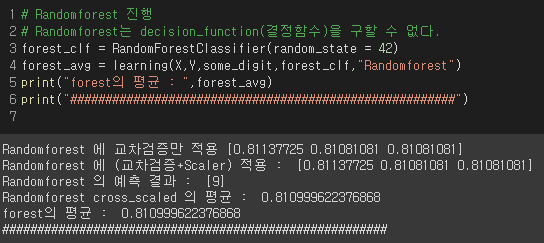 1 # Randomforest 진행
2 # Randomforest는 decision_function(결정함수)을 구할 수 없다.
3 forest_clf = RandomForestClassifier(random_state = 42)
4 forest_avg = learning(X,Y,some_digit,forest_clf,"Randomforest")
5 print("forest의 평균 : ",forest_avg)
6 print("#######################################################")
7
Randomforest 에 교차검증만 적용 [0.81137725 0.81081081 0.81081081]
Randomforest 에 (교차검증+Scaler) 적용 :  [0.81137725 0.81081081 0.81081081]
Randomforest 의 예측 결과 :  [9]
Randomforest cross_scaled 의 평균 :  0.810999622376868
forest의 평균 :  0.810999622376868
#######################################################